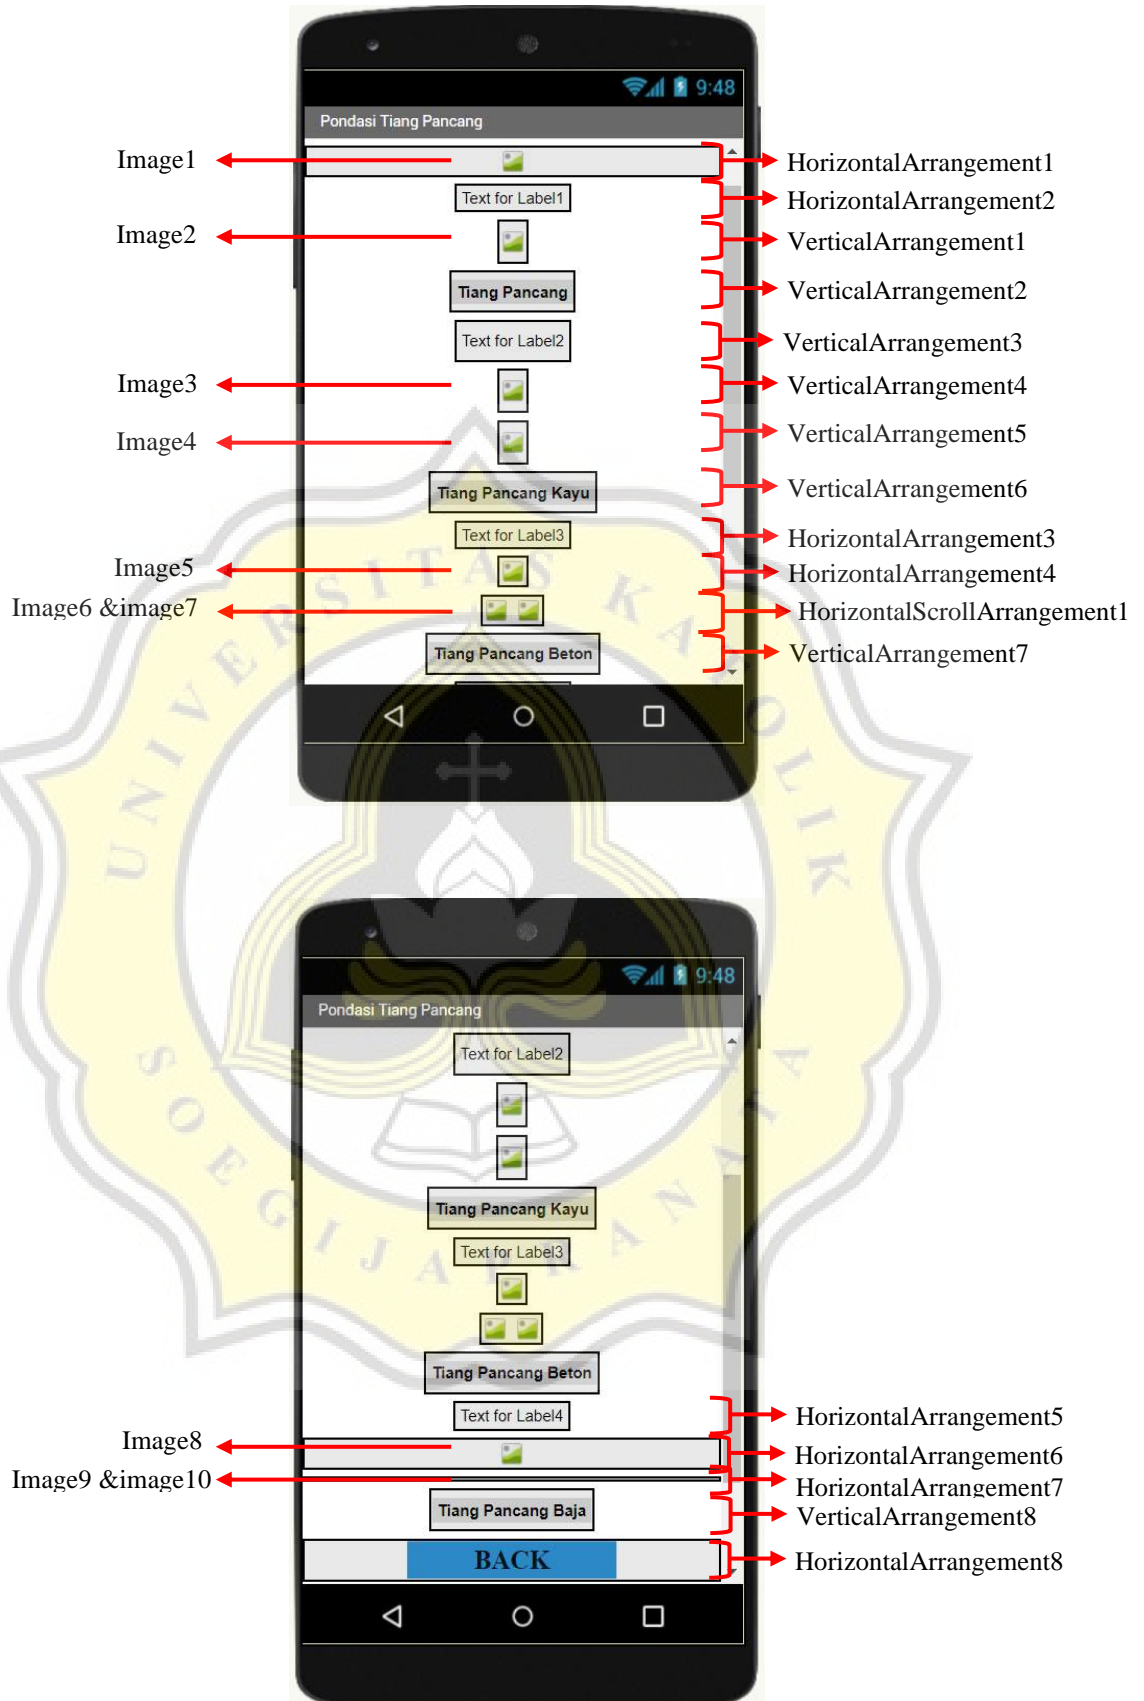 9:48
Pondasi Tiang Pancang
Image1
HorizontalArrangement1
Text for Label1
HorizontalArrangement2
Image2
VerticalArrangement1
Tiang Pancang
VerticalArrangement2
Text for Label2
VerticalArrangement3
Image3
VerticalArrangement4
Image4
VerticalArrangement5
Tiang Pancang Kayu
VerticalArrangement6
Text for Label3
HorizontalArrangement3
Image5
HorizontalArrangement4
Image6 &image7
HorizontalScrollArrangement1
Tiang Pancang Beton
VerticalArrangement7
UNIVERSITAS KATOLIK
SOEGIJAPRANATA
9:48
Pondasi Tiang Pancang
Text for Label2
Tiang Pancang Kayu
Text for Label3
Tiang Pancang Beton
Text for Label4
HorizontalArrangement5
Image8
HorizontalArrangement6
Image9 &image10
HorizontalArrangement7
Tiang Pancang Baja
VerticalArrangement8
BACK
HorizontalArrangement8